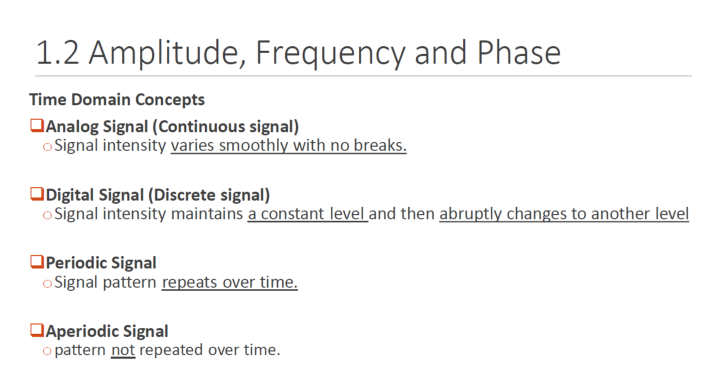 1.2 Amplitude, Frequency and Phase
Time Domain Concepts
Analog Signal (Continuous signal)
Signal intensity varies smoothly with no breaks.
Digital Signal (Discrete signal)
Signal intensity maintains a constant level and then abruptly changes to another level
Periodic Signal
Signal pattern repeats over time.
Aperiodic Signal
pattern not repeated over time.